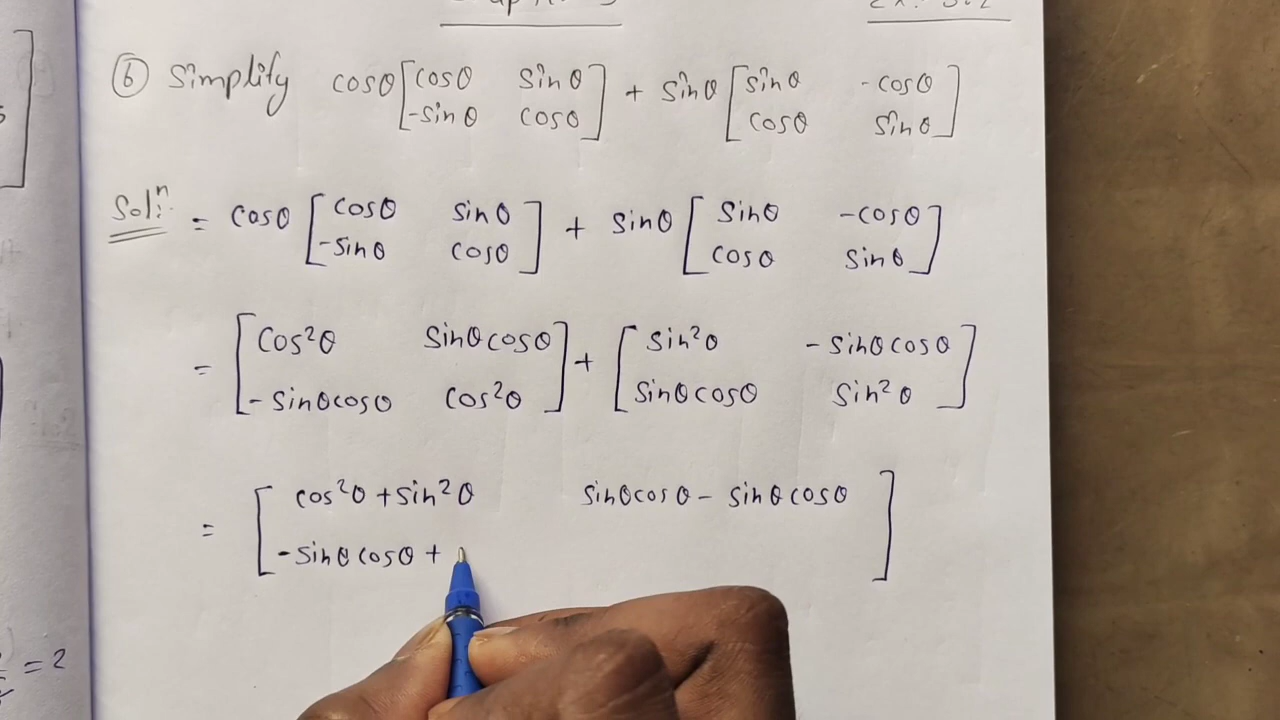 ⑥ Simplify cosθ [cosθ sinθ] + sinθ [sinθ -cosθ]
[-sinθ cosθ] [cosθ sinθ]
Solⁿ: = cosθ [cosθ sinθ] + sinθ [sinθ -cosθ]
[-sinθ cosθ] [cosθ sinθ]
= [cos²θ sinθcosθ] + [sin²θ -sinθcosθ]
[-sinθcosθ cos²θ] [sinθcosθ sin²θ]
= [cos²θ + sin²θ sinθcosθ - sinθcosθ]
[-sinθcosθ +
= 2